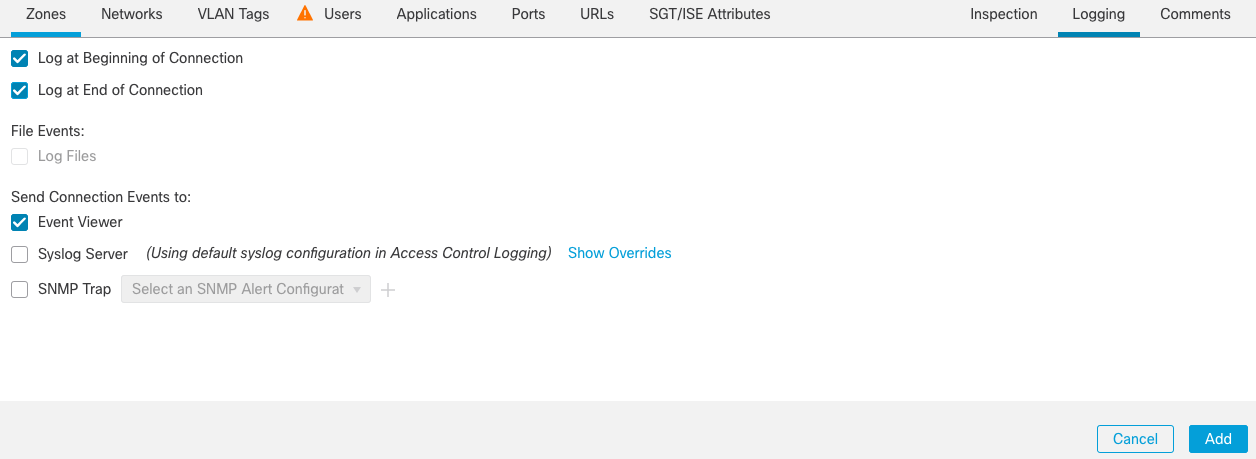 Zones Networks VLAN Tags Users Applications Ports URLs SGT/ISE Attributes Inspection Logging Comments
Log at Beginning of Connection
Log at End of Connection
File Events:
Log Files
Send Connection Events to:
Event Viewer
Syslog Server (Using default syslog configuration in Access Control Logging) Show Overrides
SNMP Trap Select an SNMP Alert Configurat
Cancel Add